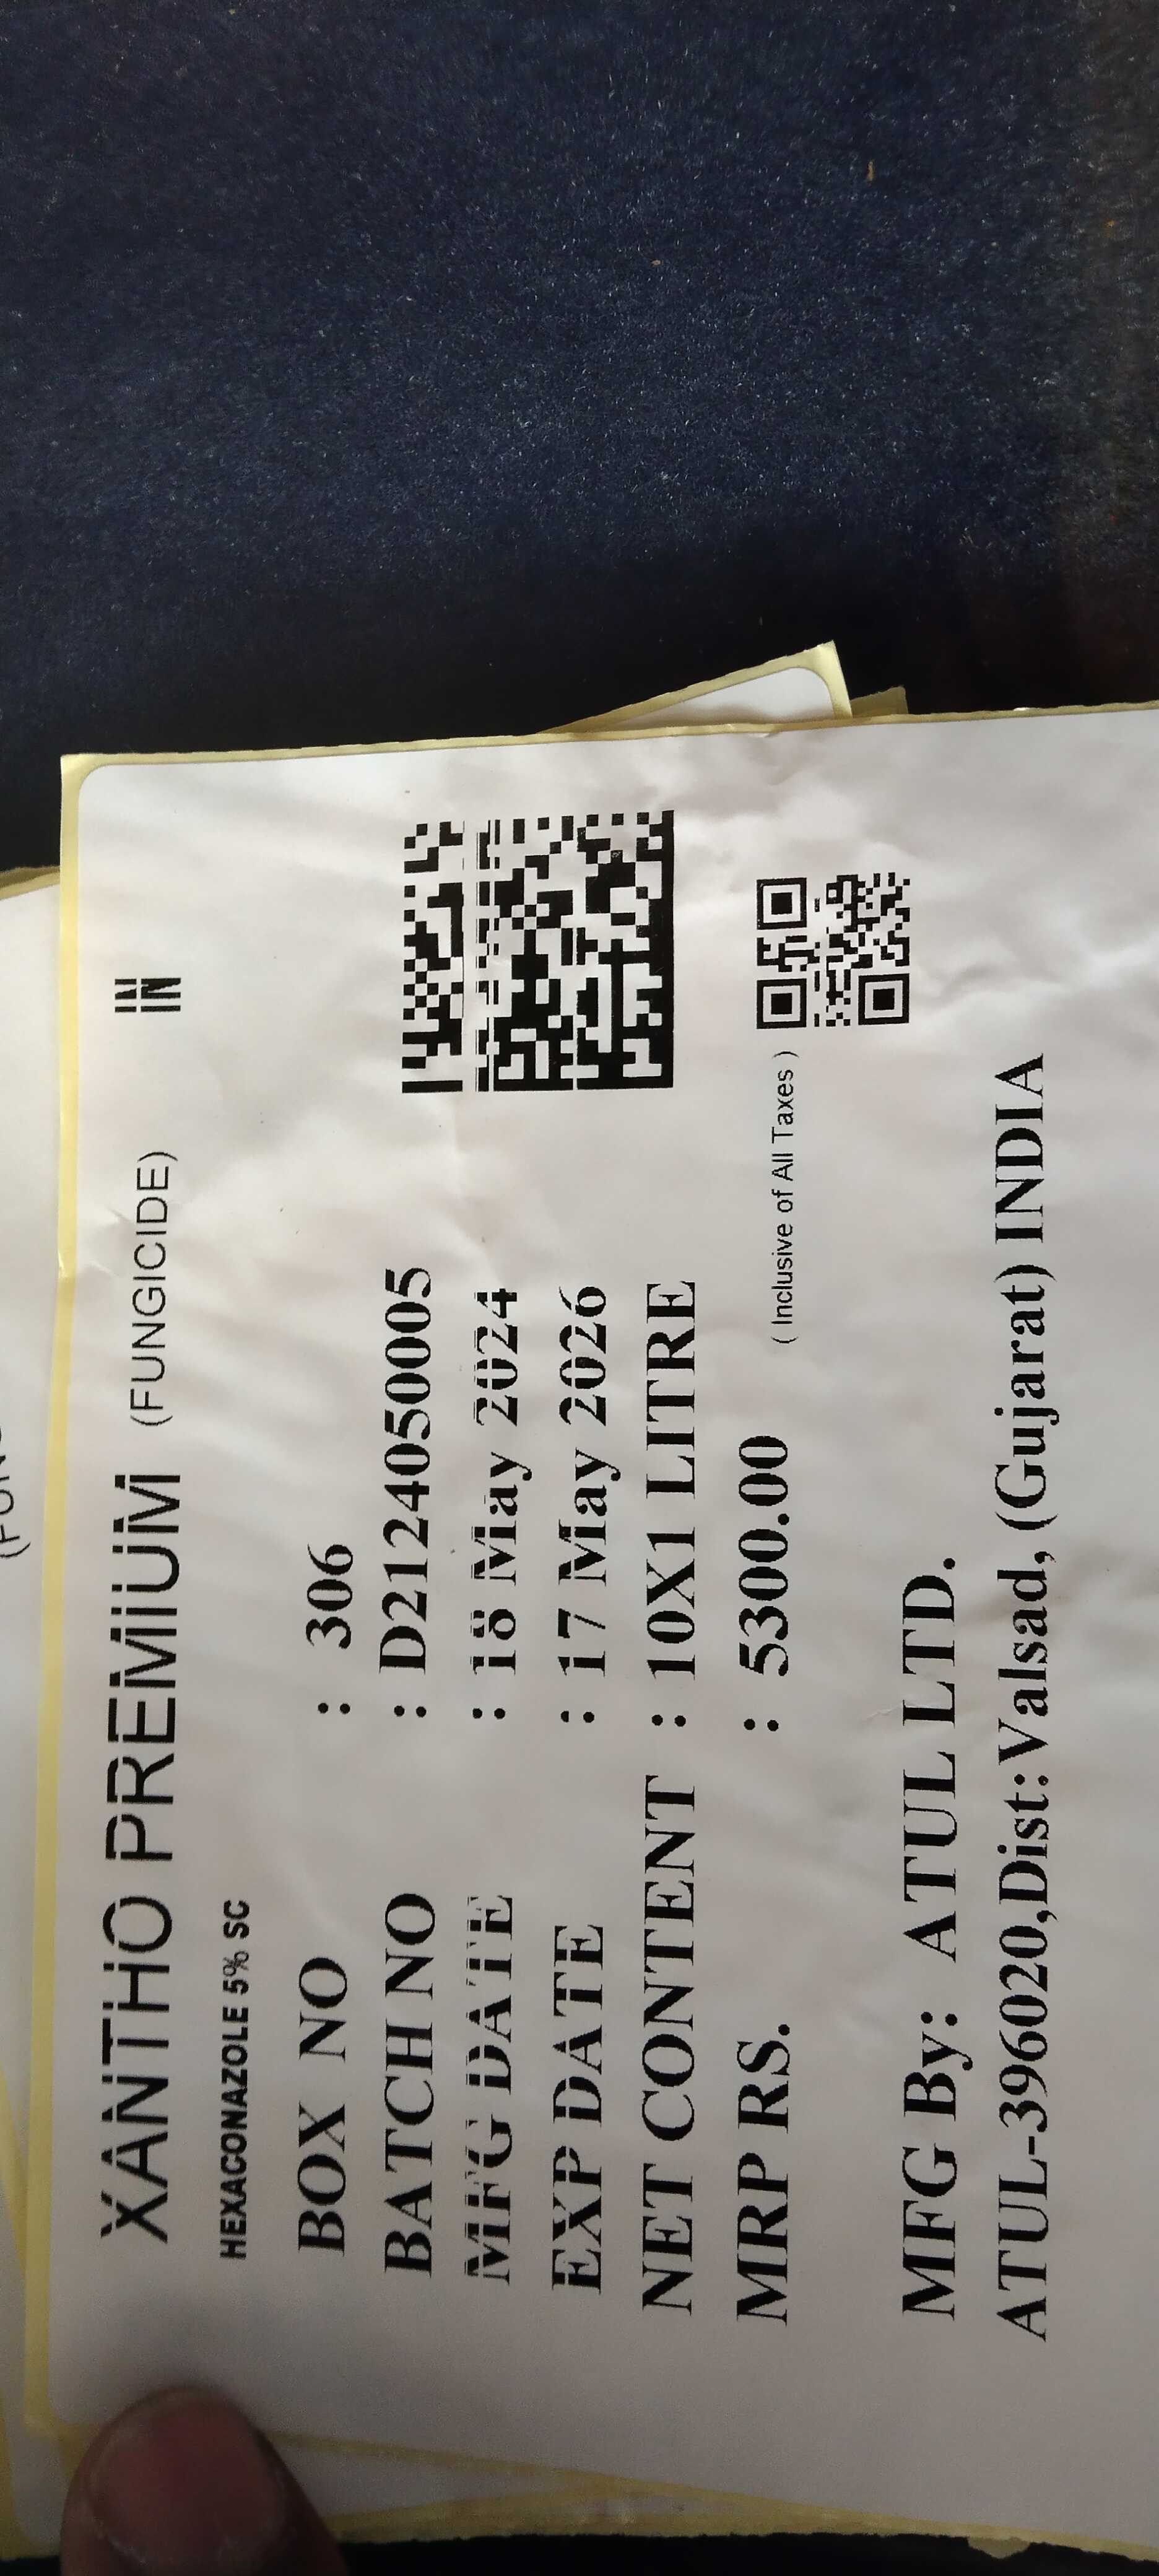 XANTHO PREMIUM (FUNGICIDE) IN
HEXACONAZOLE 5% SC
BOX NO : 306
BATCH NO : D2124050005
MFG DATE : 18 May 2024
EXP DATE : 17 May 2026
NET CONTENT : 10X1 LITRE
MRP RS. : 5300.00 ( Inclusive of All Taxes )
MFG By: ATUL LTD.
ATUL-396020,Dist:Valsad, (Gujarat) INDIA